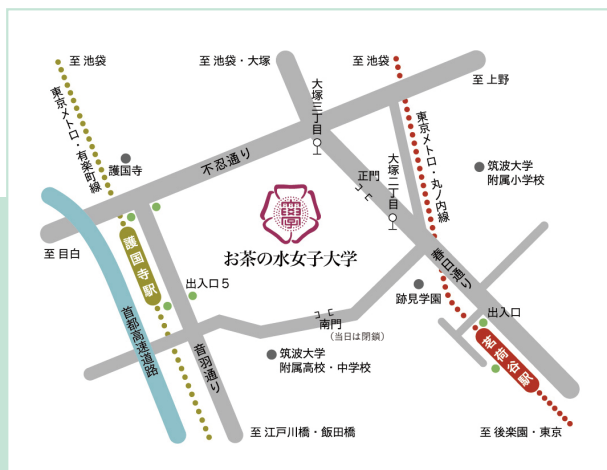 至 池袋
至 池袋・大塚
至 池袋
至 上野
東京メトロ・有楽町線
大塚三丁目
東京メトロ・丸ノ内線
護国寺
不忍通り
正門
大塚二丁目
筑波大学
附属小学校
至 目白
お茶の水女子大学
護国寺駅
春日通り
出入口5
跡見学園
出入口
首都高速道路
南門
(当日は閉鎖)
音羽通り
筑波大学
附属高校・中学校
茗荷谷駅
至 江戸川橋・飯田橋
至 後楽園・東京